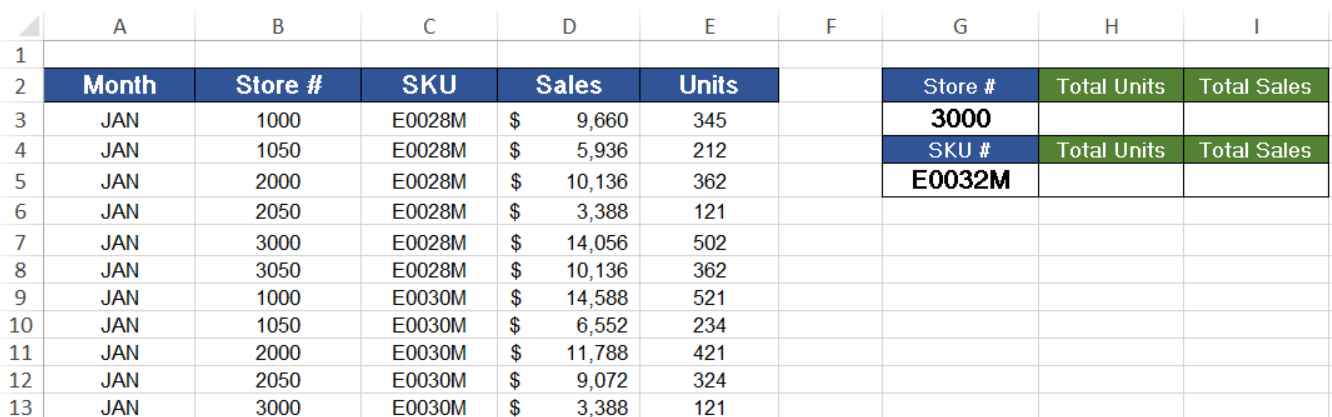 A B C D E F G H I
1
2 Month Store # SKU Sales Units Store # Total Units Total Sales
3 JAN 1000 E0028M $ 9,660 345 3000
4 JAN 1050 E0028M $ 5,936 212 SKU # Total Units Total Sales
5 JAN 2000 E0028M $ 10,136 362 E0032M
6 JAN 2050 E0028M $ 3,388 121
7 JAN 3000 E0028M $ 14,056 502
8 JAN 3050 E0028M $ 10,136 362
9 JAN 1000 E0030M $ 14,588 521
10 JAN 1050 E0030M $ 6,552 234
11 JAN 2000 E0030M $ 11,788 421
12 JAN 2050 E0030M $ 9,072 324
13 JAN 3000 E0030M $ 3,388 121